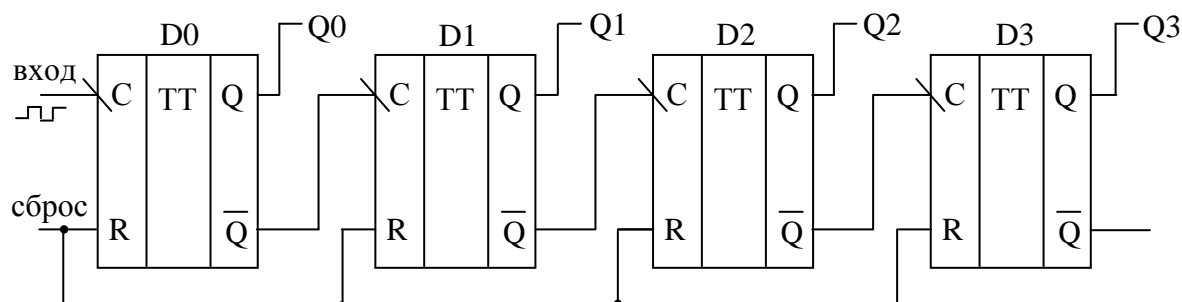 D0 Q0 D1 Q1 D2 Q2 D3 Q3
вход C TT Q C TT Q C TT Q C TT Q
сброс R Q̅ R Q̅ R Q̅ R Q̅